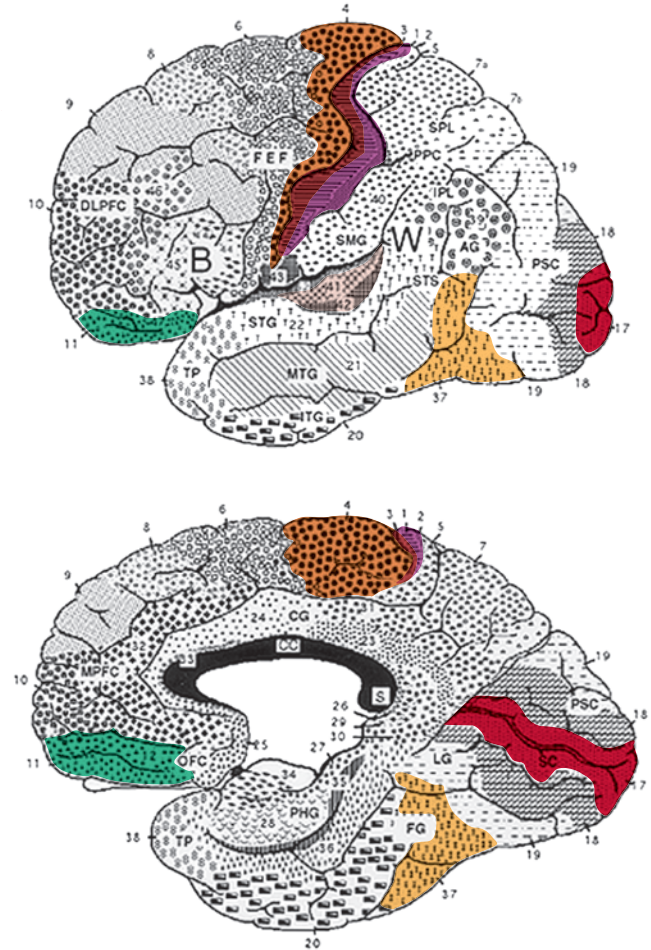 4
6
3 1 2
5
8
7a
9
7b
SPL
FEF
PPC
19
46
IPL
10
DLPFC
40
18
44
SMG
W
AG
B
45
PSC
STS
42
17
STG
22
11
TP
21
38
MTG
37
19
18
ITG
20
4
6
3 1 2
5
8
7
9
31
24
CG
23
32
CC
33
19
MPFC
10
S
PSC
26
18
29
25
30
27
OFC
LG
SC
11
12
34
17
PHG
28
38
TP
FG
18
36
19
37
20